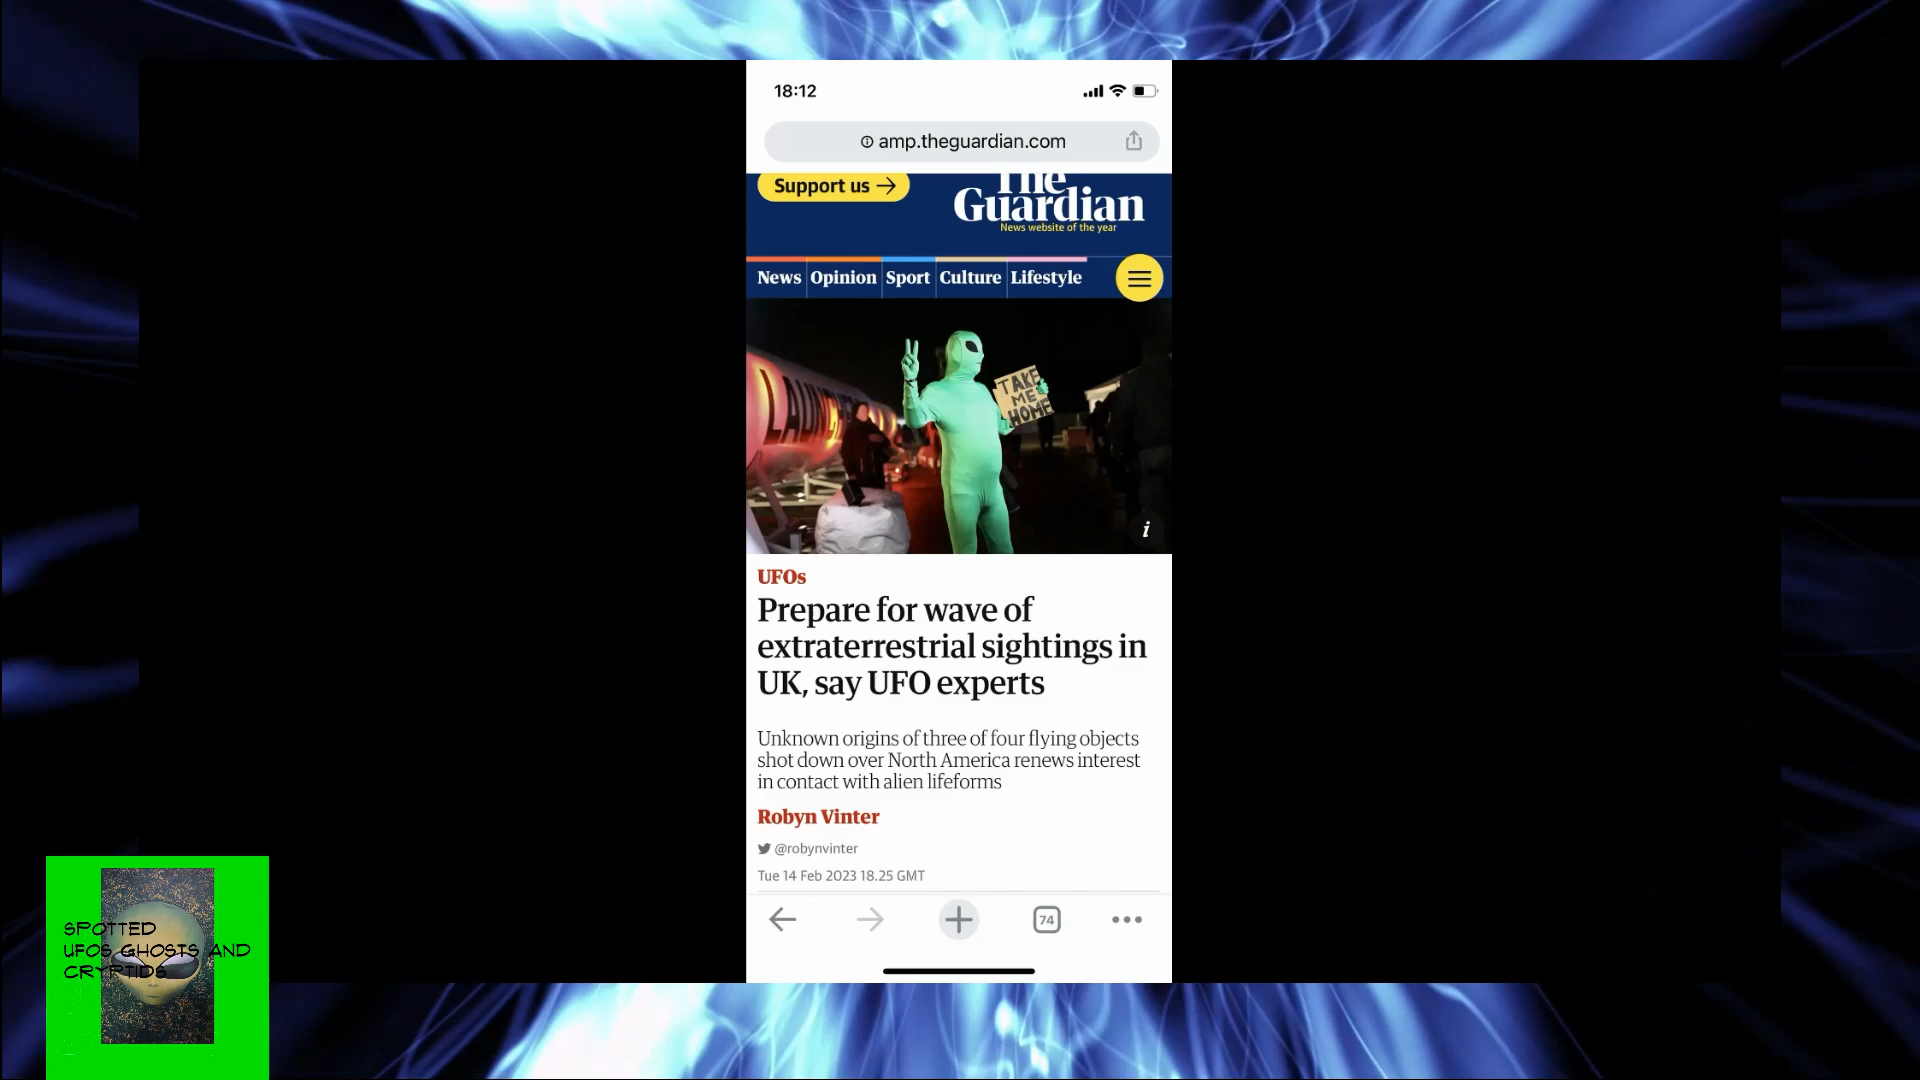 18:12
amp.theguardian.com
Support us →
The
Guardian
News website of the year
News Opinion Sport Culture Lifestyle
LAUNCH
TAKE
ME
HOME
i
UFOs
Prepare for wave of
extraterrestrial sightings in
UK, say UFO experts
Unknown origins of three of four flying objects
shot down over North America renews interest
in contact with alien lifeforms
Robyn Vinter
@robynvinter
Tue 14 Feb 2023 18.25 GMT
74
SPOTTED
UFOS GHOSTS AND
CRYPTIDS